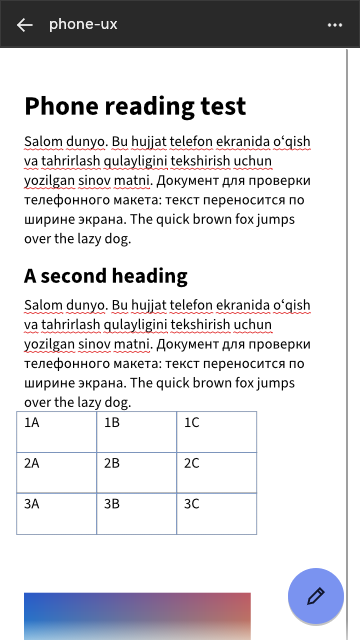 phone-ux
Phone reading test
Salom dunyo. Bu hujjat telefon ekranida oʻqish
va tahrirlash qulayligini tekshirish uchun
yozilgan sinov matni. Документ для проверки
телефонного макета: текст переносится по
ширине экрана. The quick brown fox jumps
over the lazy dog.
A second heading
Salom dunyo. Bu hujjat telefon ekranida oʻqish
va tahrirlash qulayligini tekshirish uchun
yozilgan sinov matni. Документ для проверки
телефонного макета: текст переносится по
ширине экрана. The quick brown fox jumps
over the lazy dog.
1A 1B 1C
2A 2B 2C
3A 3B 3C